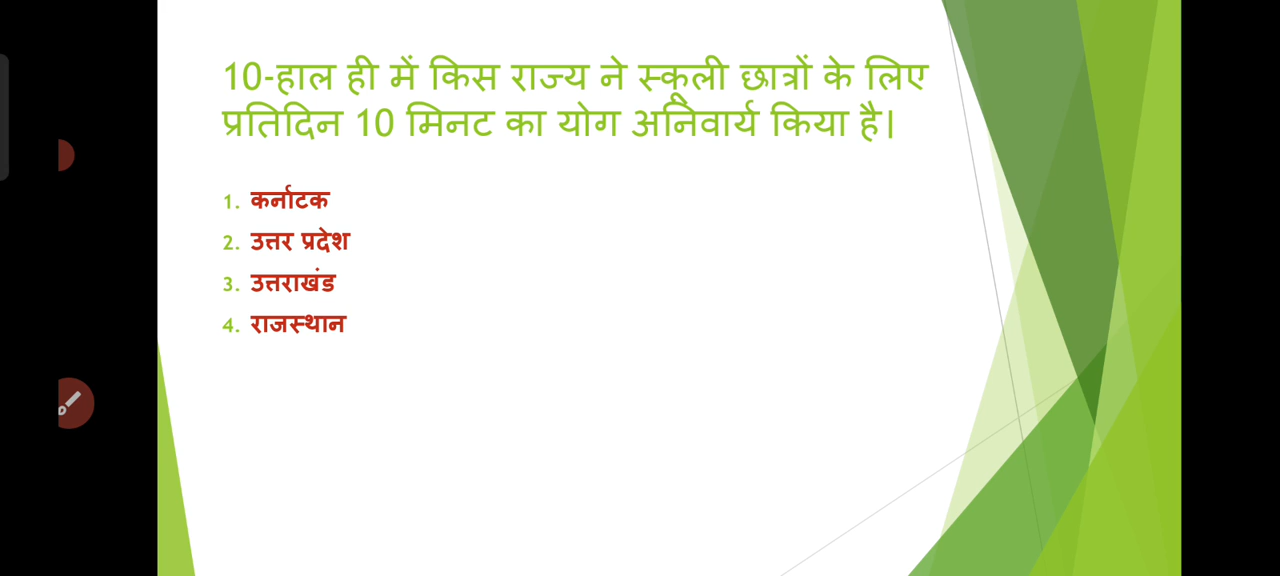 10-हाल ही में किस राज्य ने स्कूली छात्रों के लिए
प्रतिदिन 10 मिनट का योग अनिवार्य किया है।
1. कर्नाटक
2. उत्तर प्रदेश
3. उत्तराखंड
4. राजस्थान